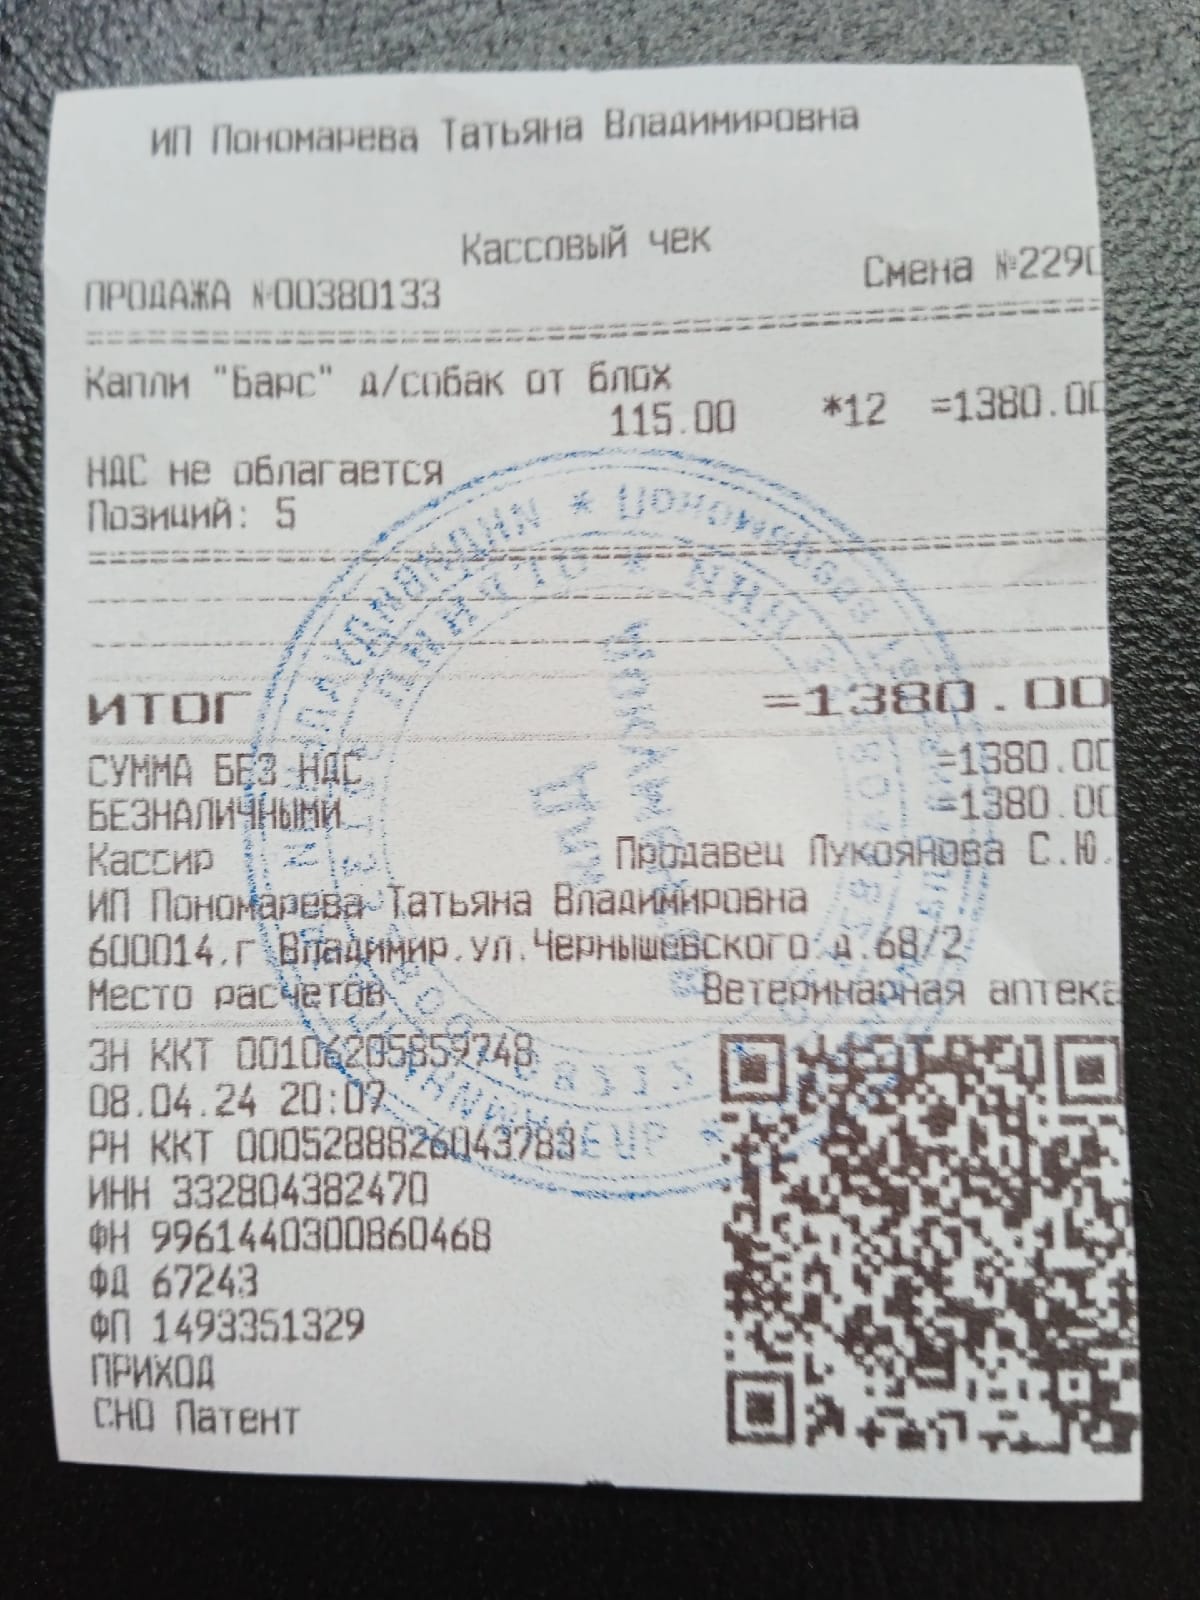 ИП Пономарева Татьяна Владимировна
Кассовый чек
ПРОДАЖА №00380133 Смена №2290
Капли "Барс" д/собак от блох
115.00 *12 =1380.00
НДС не облагается
Позиций: 5
ИТОГ =1380.00
СУММА БЕЗ НДС =1380.00
БЕЗНАЛИЧНЫМИ =1380.00
Кассир Продавец Лукоянова С.Ю.
ИП Пономарева Татьяна Владимировна
600014,г Владимир,ул.Чернышевского д.68/2
Место расчетов Ветеринарная аптека
ЗН ККТ 00106205859748
08.04.24 20:07
РН ККТ 0005288826043783
ИНН 332804382470
ФН 9961440300860468
ФД 67243
ФП 1493351329
ПРИХОД
СНО Патент